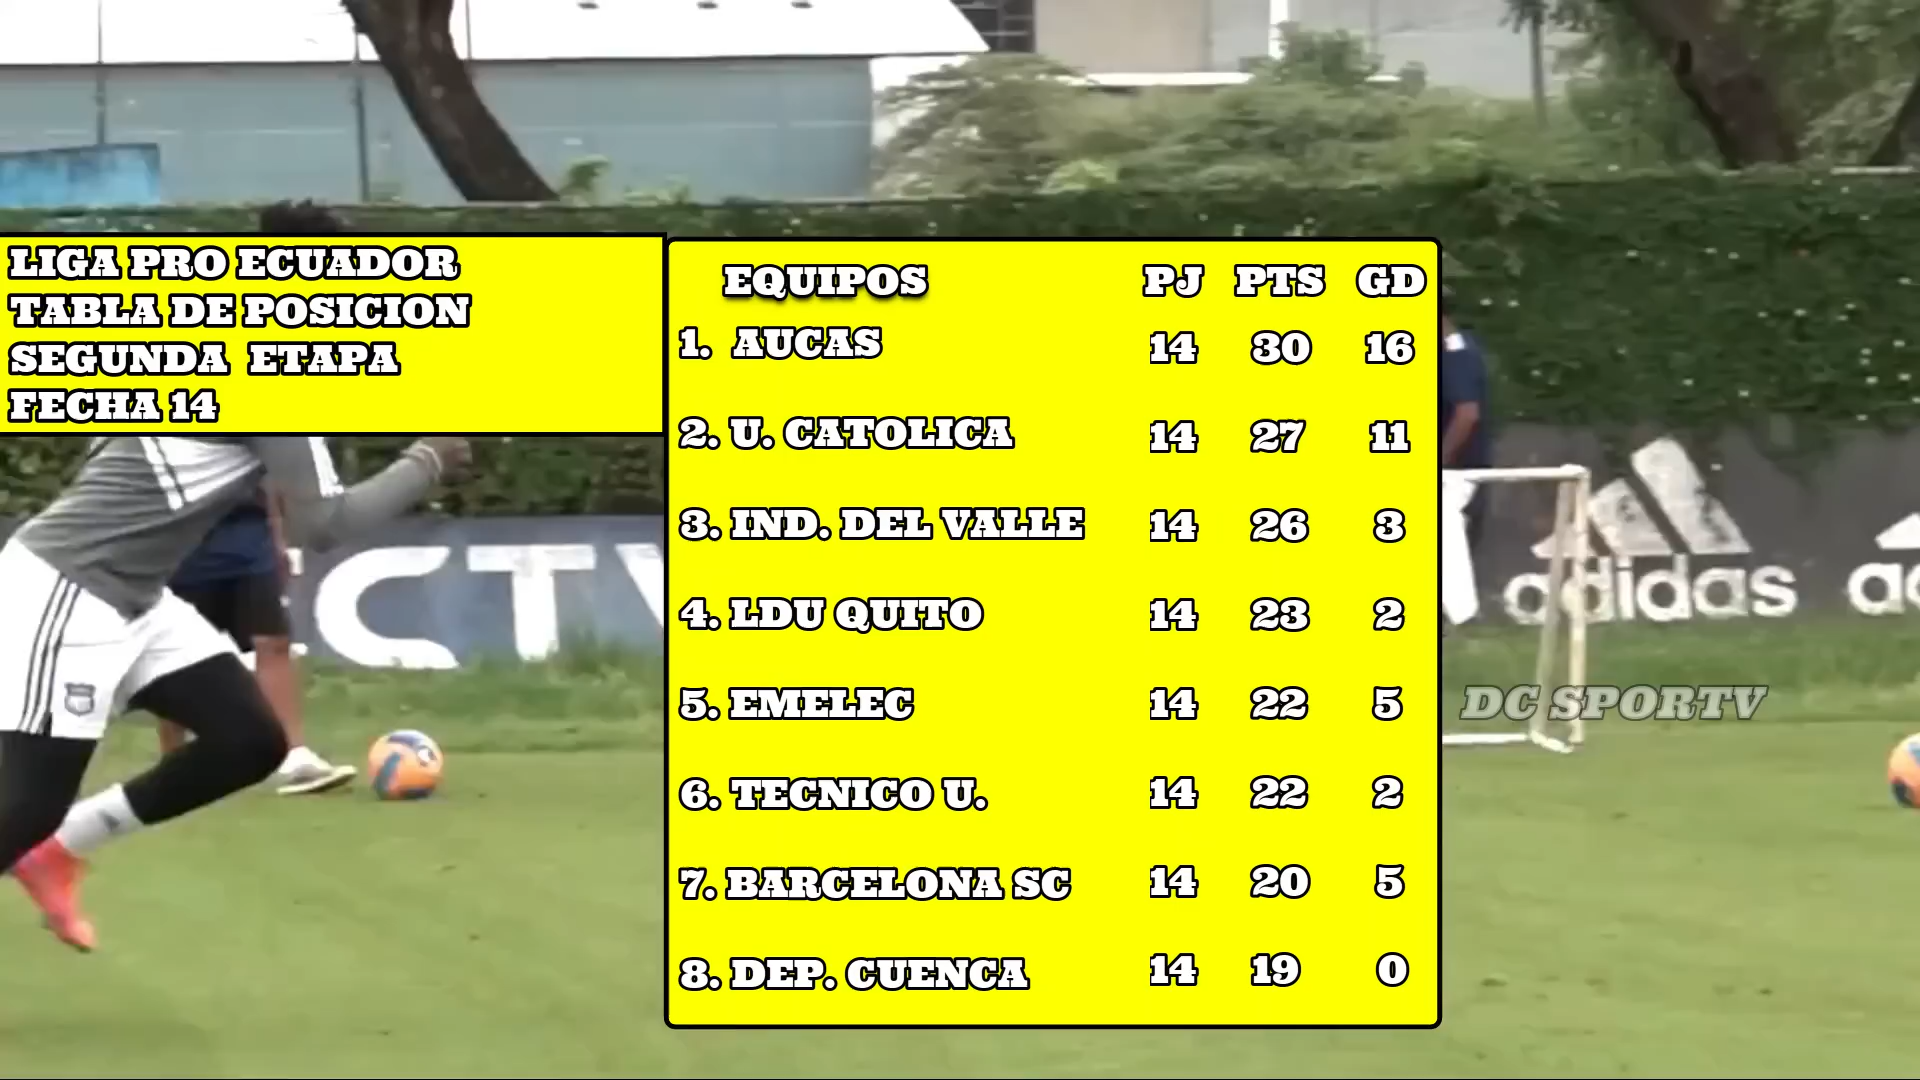 LIGA PRO ECUADOR
TABLA DE POSICION
SEGUNDA ETAPA
FECHA 14
EQUIPOS PJ PTS GD
1. AUCAS 14 30 16
2. U. CATOLICA 14 27 11
3. IND. DEL VALLE 14 26 3
4. LDU QUITO 14 23 2
5. EMELEC 14 22 5
6. TECNICO U. 14 22 2
7. BARCELONA SC 14 20 5
8. DEP. CUENCA 14 19 0
CTV
adidas
ad
DC SPORTV